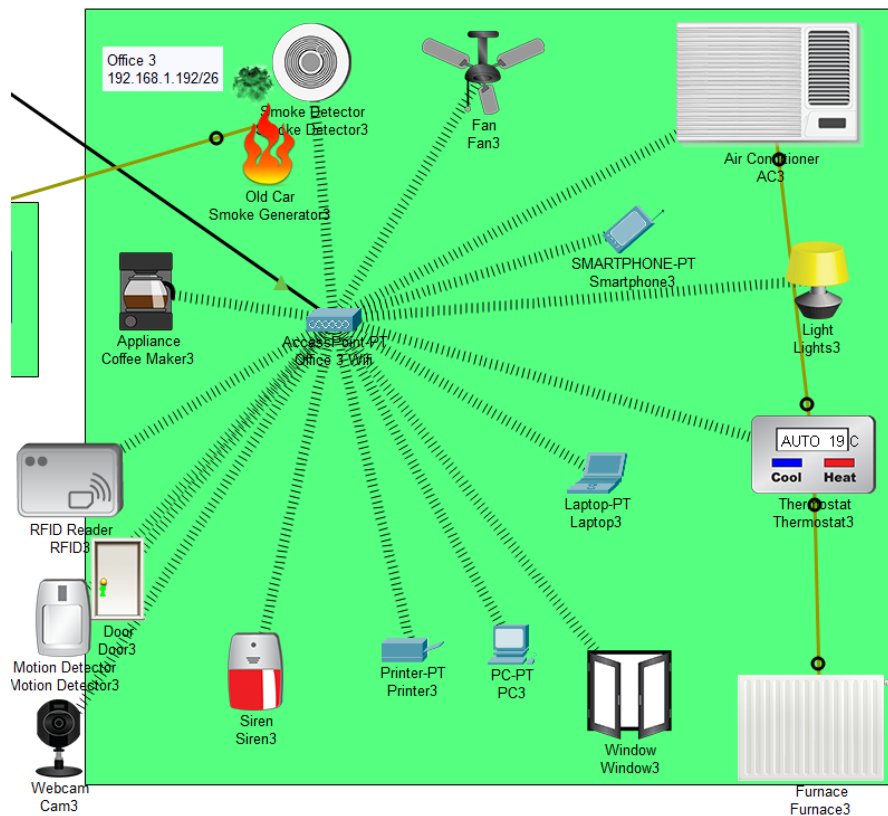 Office 3
192.168.1.192/26
Smoke Detector
Smoke Detector3
Fan
Fan3
Air Conditioner
AC3
Old Car
Smoke Generator3
SMARTPHONE-PT
Smartphone3
Light
Lights3
Appliance
Coffee Maker3
AccessPoint-PT
Office 3 Wifi
AUTO 19 C
Cool Heat
Thermostat
Thermostat3
Laptop-PT
Laptop3
RFID Reader
RFID3
Door
Door3
Motion Detector
Motion Detector3
Siren
Siren3
Printer-PT
Printer3
PC-PT
PC3
Window
Window3
Webcam
Cam3
Furnace
Furnace3